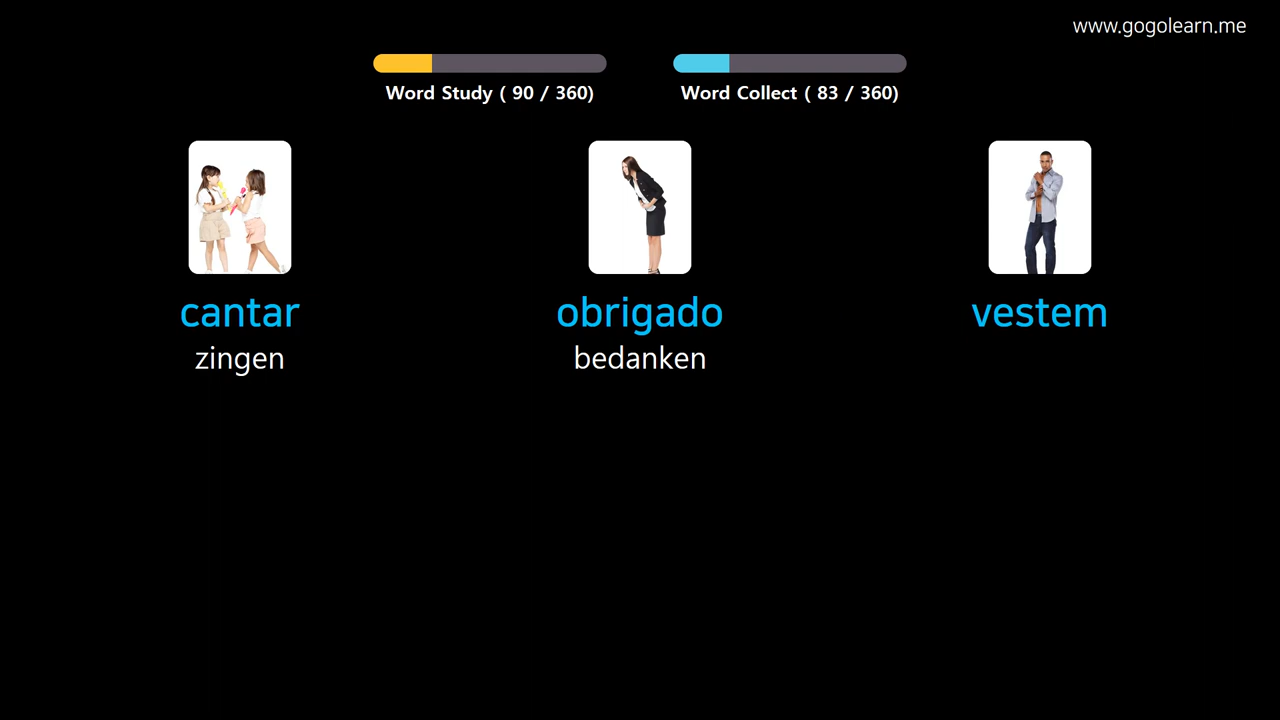 www.gogolearn.me
Word Study ( 90 / 360)
Word Collect ( 83 / 360)
cantar
obrigado
vestem
zingen
bedanken